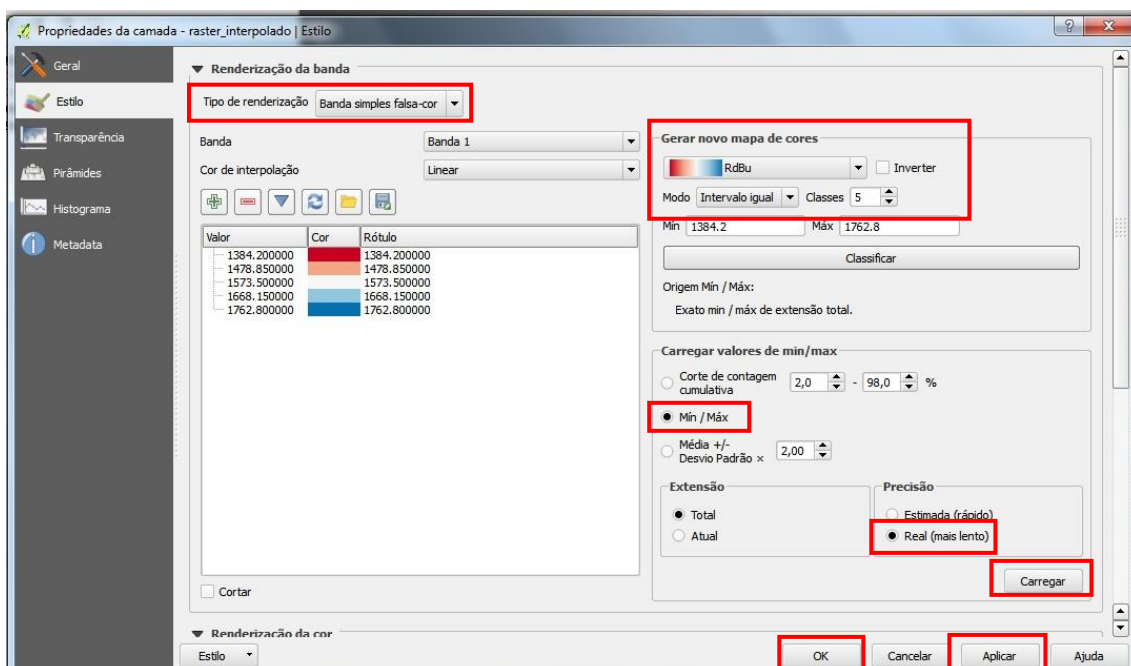 Propriedades da camada - raster_interpolado | Estilo
Geral
Estilo
Transparência
Pirâmides
Histograma
Metadata
Renderização da banda
Tipo de renderização Banda simples falsa-cor
Banda Banda 1
Cor de interpolação Linear
Valor Cor Rótulo
1384.200000 1384.200000
1478.850000 1478.850000
1573.500000 1573.500000
1668.150000 1668.150000
1762.800000 1762.800000
Cortar
Gerar novo mapa de cores
RdBu Inverter
Modo Intervalo igual Classes 5
Mín 1384.2 Máx 1762.8
Classificar
Origem Mín / Máx:
Exato min / máx de extensão total.
Carregar valores de min/max
Corte de contagem
cumulativa 2,0 - 98,0 %
Mín / Máx
Média +/-
Desvio Padrão × 2,00
Extensão
Total
Atual
Precisão
Estimada (rápido)
Real (mais lento)
Carregar
Renderização da cor
Estilo OK Cancelar Aplicar Ajuda